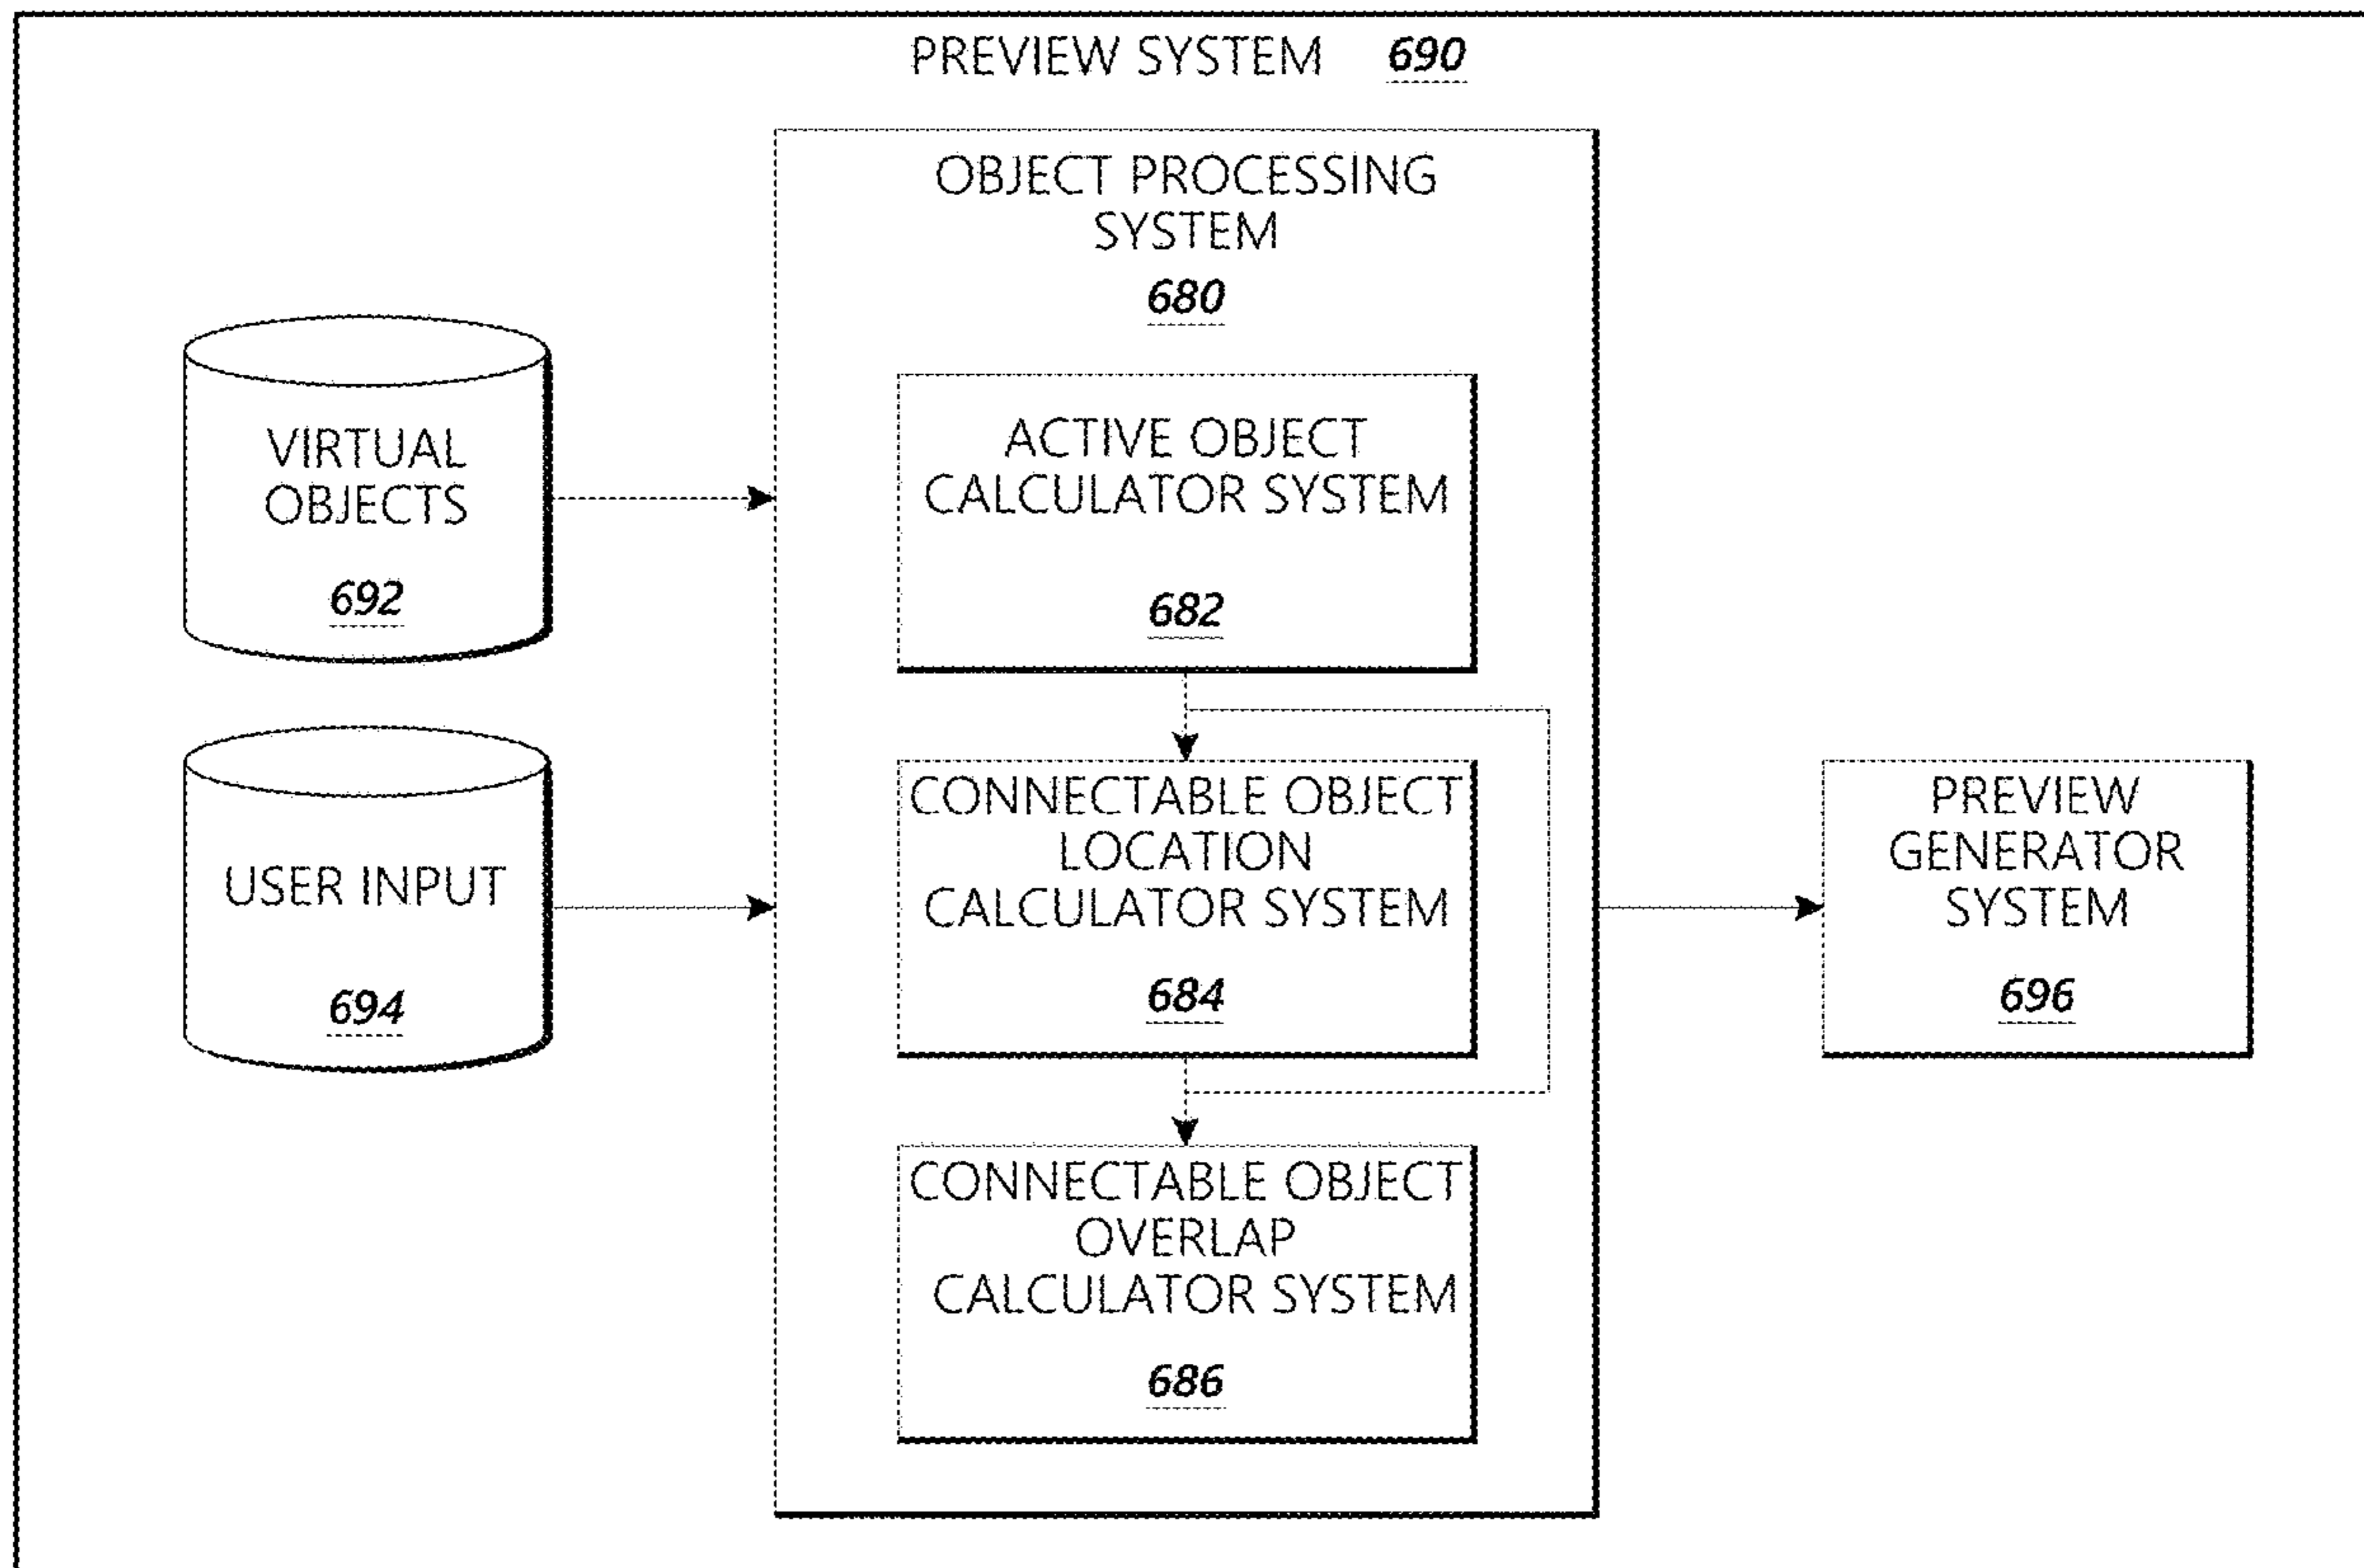 PREVIEW SYSTEM 690
OBJECT PROCESSING
SYSTEM
680
VIRTUAL
OBJECTS
692
ACTIVE OBJECT
CALCULATOR SYSTEM
682
USER INPUT
694
CONNECTABLE OBJECT
LOCATION
CALCULATOR SYSTEM
684
PREVIEW
GENERATOR
SYSTEM
696
CONNECTABLE OBJECT
OVERLAP
CALCULATOR SYSTEM
686